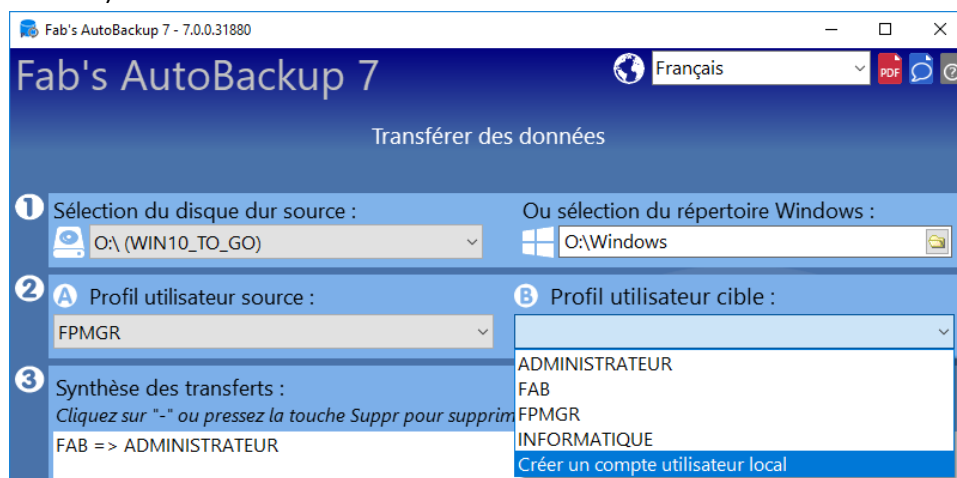 Fab's AutoBackup 7 - 7.0.0.31880
Fab's AutoBackup 7
Français
PDF
?
Transférer des données
1 Sélection du disque dur source :
Ou sélection du répertoire Windows :
O:\ (WIN10_TO_GO)
O:\Windows
2 A Profil utilisateur source :
B Profil utilisateur cible :
FPMGR
ADMINISTRATEUR
FAB
FPMGR
INFORMATIQUE
Créer un compte utilisateur local
3 Synthèse des transferts :
Cliquez sur "-" ou pressez la touche Suppr pour supprim
FAB => ADMINISTRATEUR